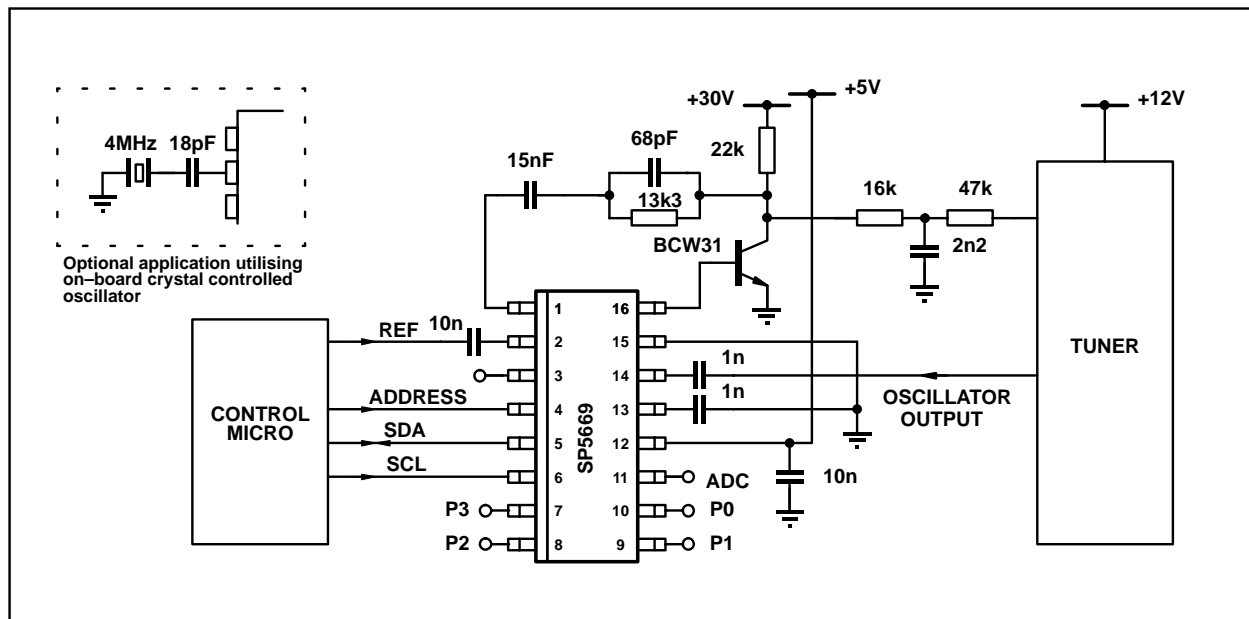 +30V
+5V
+12V
4MHz 18pF
68pF
22k
15nF
16k
47k
13k3
BCW31
2n2
Optional application utilising
on–board crystal controlled
oscillator
CONTROL
MICRO
REF
10n
ADDRESS
SDA
SCL
P3
P2
SP5669
1
2
3
4
5
6
7
8
16
15
14
13
12
11
10
9
1n
1n
ADC
P0
P1
10n
OSCILLATOR
OUTPUT
TUNER